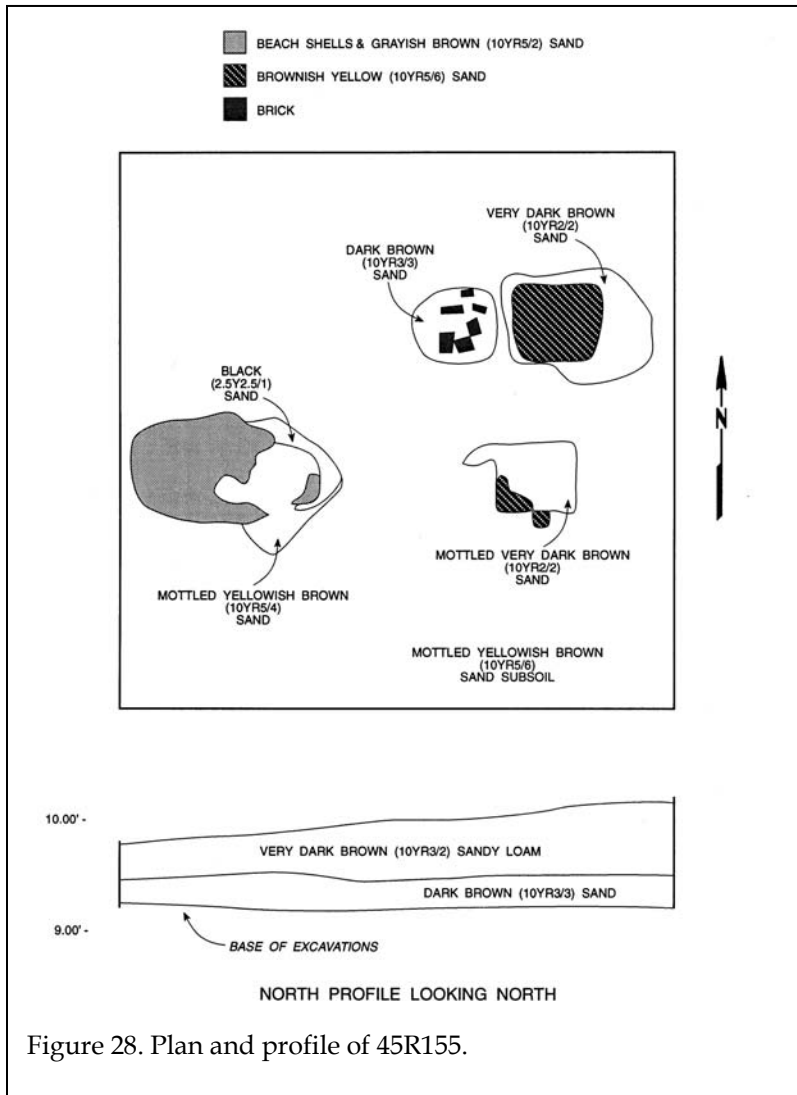 BEACH SHELLS & GRAYISH BROWN (10YR5/2) SAND
BROWNISH YELLOW (10YR5/6) SAND
BRICK
VERY DARK BROWN
(10YR2/2)
SAND
DARK BROWN
(10YR3/3)
SAND
BLACK
(2.5Y2.5/1)
SAND
N
MOTTLED VERY DARK BROWN
(10YR2/2)
SAND
MOTTLED YELLOWISH BROWN
(10YR5/4)
SAND
MOTTLED YELLOWISH BROWN
(10YR5/6)
SAND SUBSOIL
10.00' -
VERY DARK BROWN (10YR3/2) SANDY LOAM
DARK BROWN (10YR3/3) SAND
9.00' -
BASE OF EXCAVATIONS
NORTH PROFILE LOOKING NORTH
Figure 28. Plan and profile of 45R155.